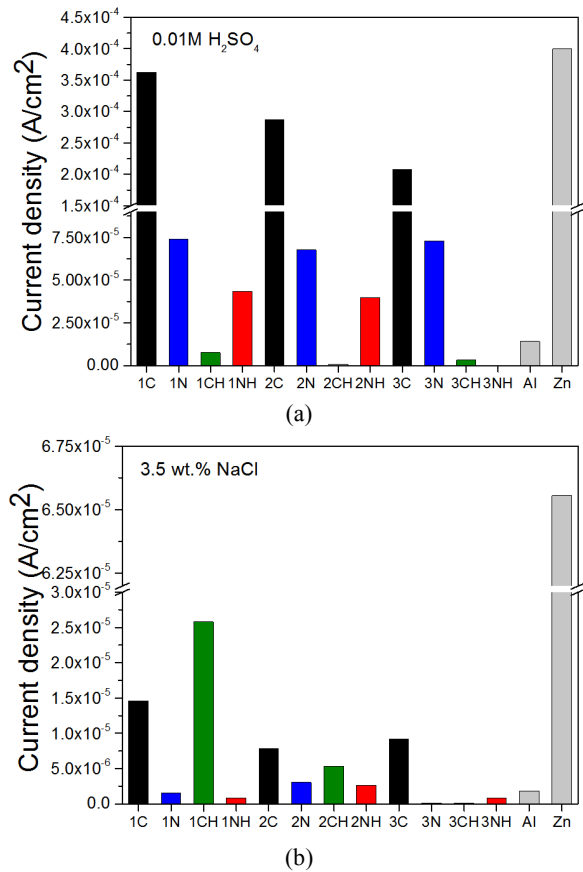 0.01M H₂SO₄
Current density (A/cm²)
4.5x10⁻⁴
4.0x10⁻⁴
3.5x10⁻⁴
3.0x10⁻⁴
2.5x10⁻⁴
2.0x10⁻⁴
1.5x10⁻⁴
7.50x10⁻⁵
5.00x10⁻⁵
2.50x10⁻⁵
0.00
1C 1N 1CH 1NH 2C 2N 2CH 2NH 3C 3N 3CH 3NH Al Zn
(a)
3.5 wt.% NaCl
Current density (A/cm²)
6.75x10⁻⁵
6.50x10⁻⁵
6.25x10⁻⁵
3.0x10⁻⁵
2.5x10⁻⁵
2.0x10⁻⁵
1.5x10⁻⁵
1.0x10⁻⁵
5.0x10⁻⁶
0.0
1C 1N 1CH 1NH 2C 2N 2CH 2NH 3C 3N 3CH 3NH Al Zn
(b)